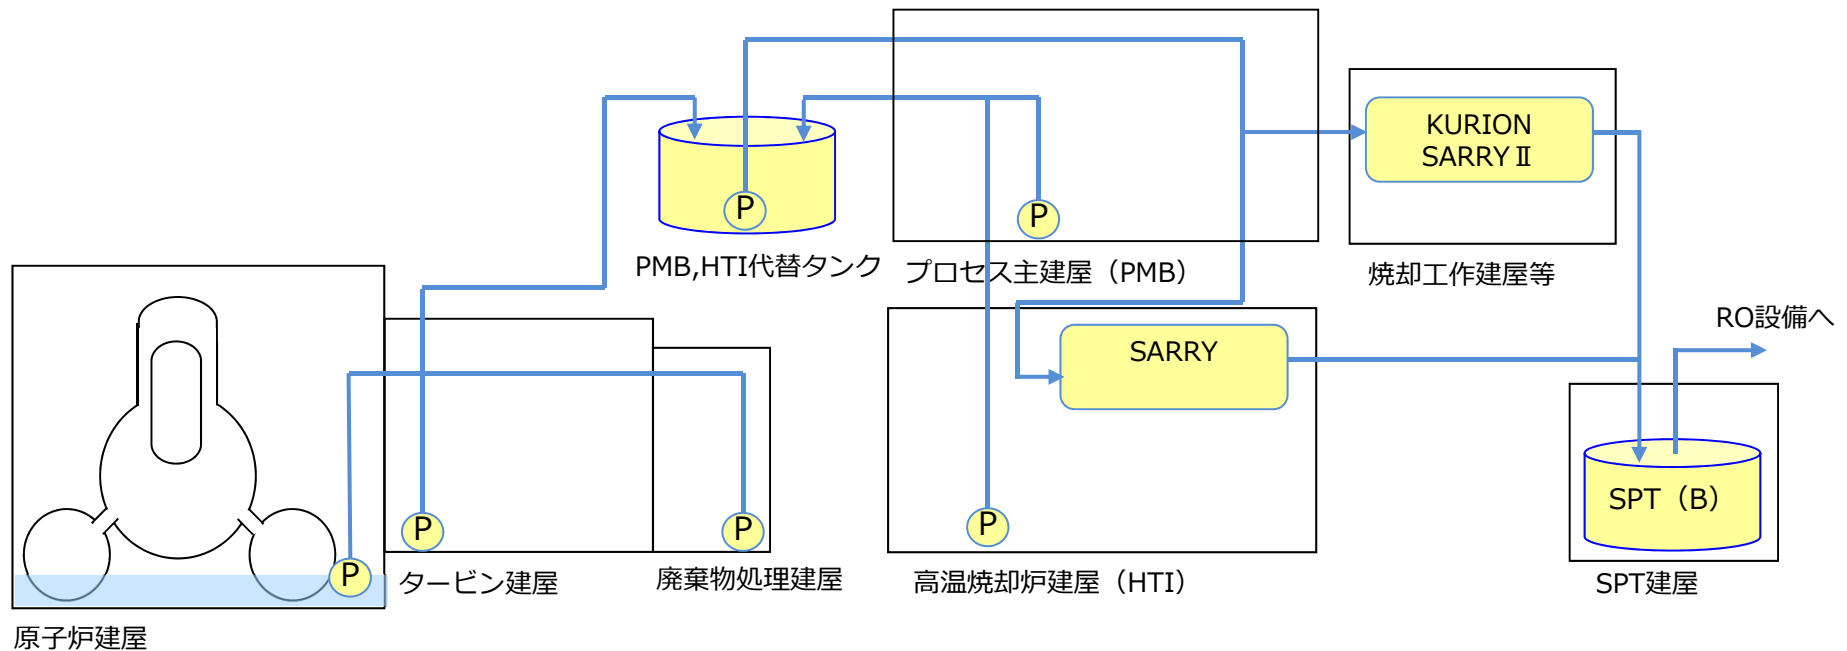 KURION
SARRYⅡ
P
P
PMB,HTI代替タンク
プロセス主建屋（PMB）
焼却工作建屋等
RO設備へ
SARRY
SPT（B）
P
P
P
P
タービン建屋
廃棄物処理建屋
高温焼却炉建屋（HTI）
SPT建屋
原子炉建屋